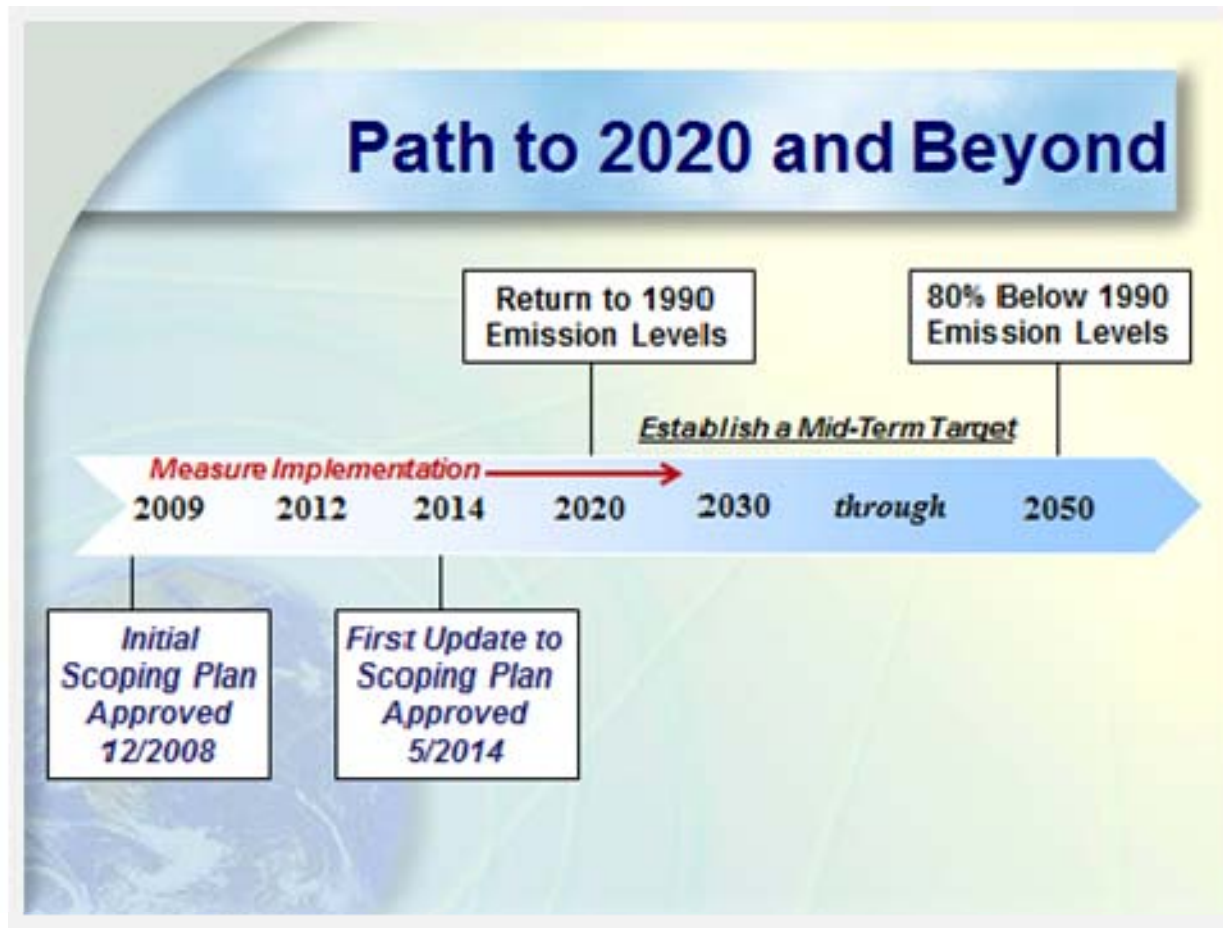 Path to 2020 and Beyond
Return to 1990
Emission Levels
80% Below 1990
Emission Levels
Establish a Mid-Term Target
Measure Implementation
2009 2012 2014 2020 2030 through 2050
Initial
Scoping Plan
Approved
12/2008
First Update to
Scoping Plan
Approved
5/2014